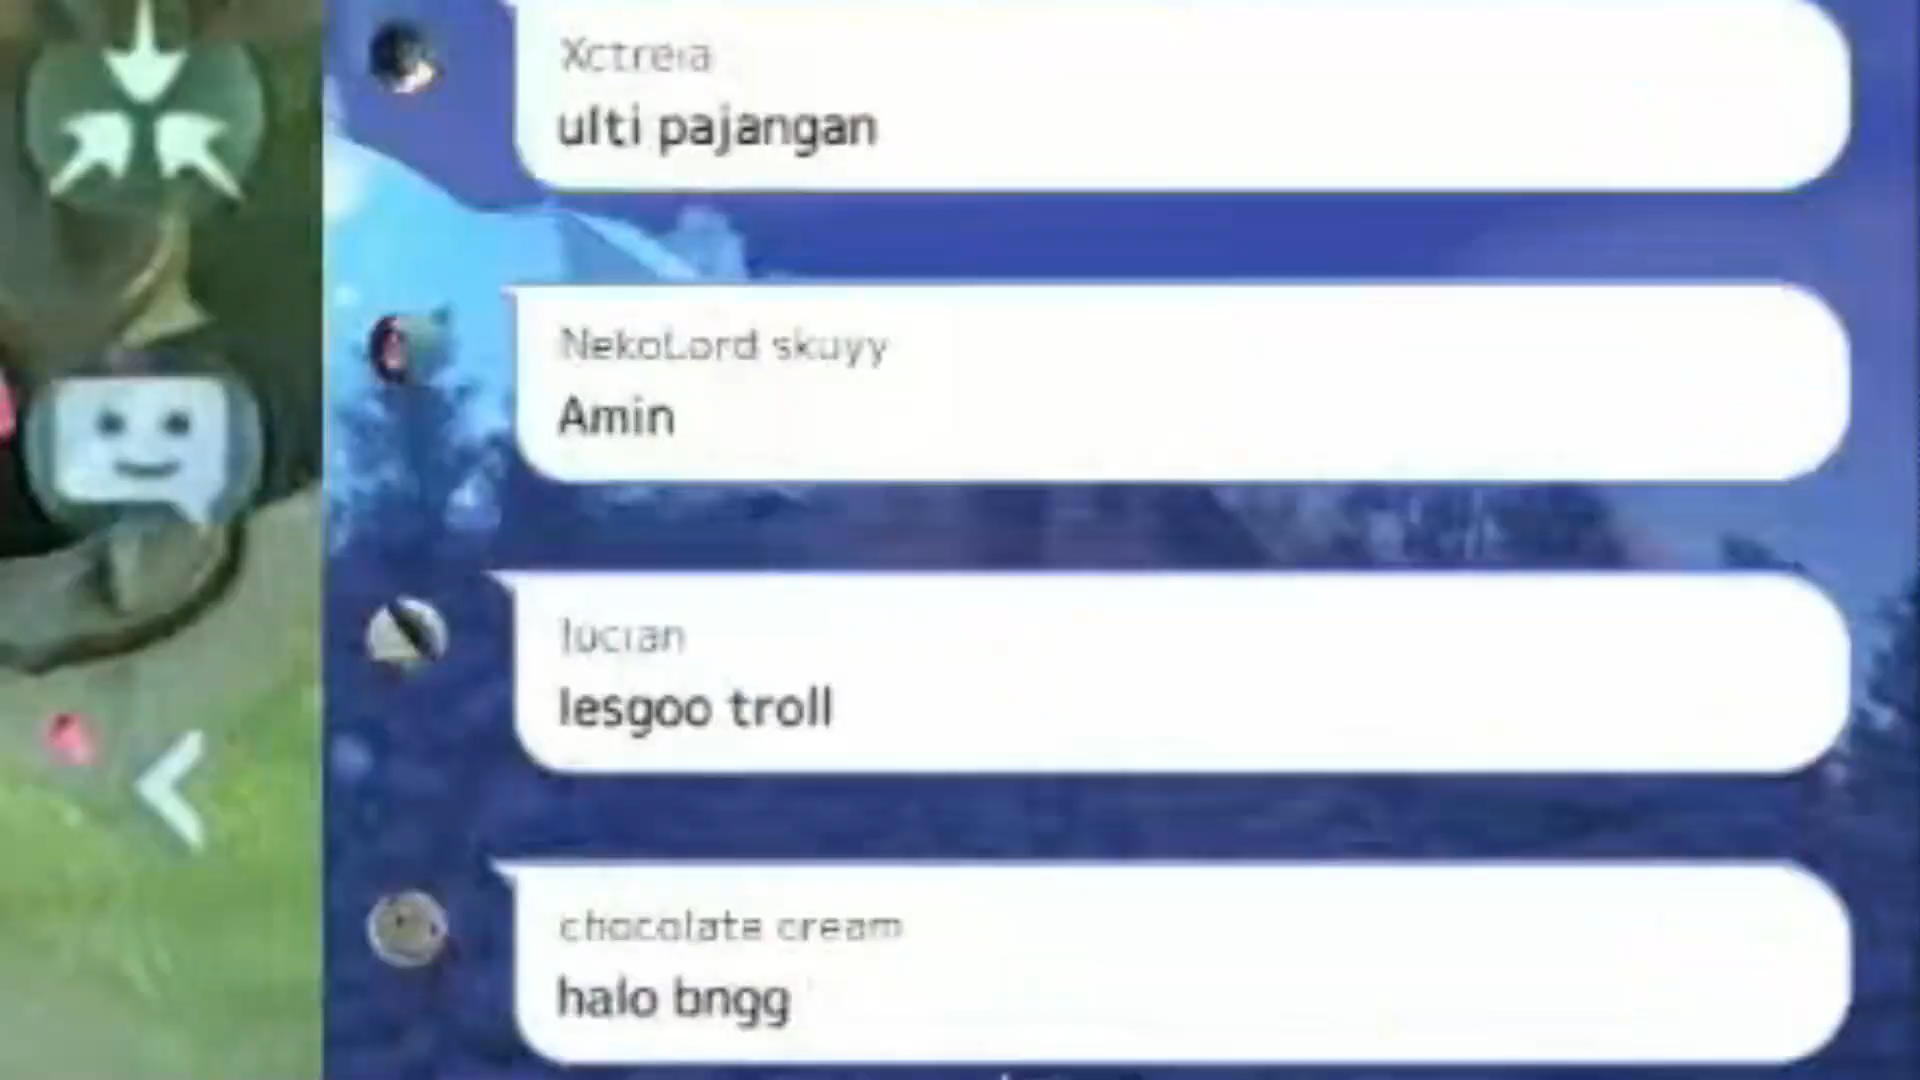 Xctreia
ulti pajangan
NekoLord skuyy
Amin
lucian
lesgoo troll
chocolate cream
halo bngg